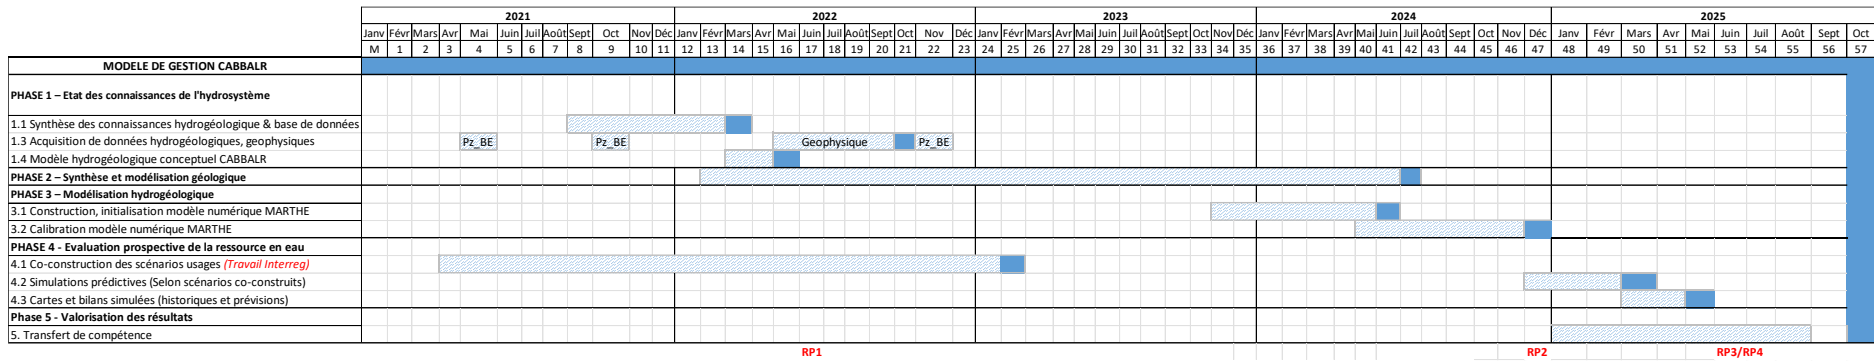 2021 2022 2023 2024 2025
Janv Févr Mars Avr Mai Juin Juil Août Sept Oct Nov Déc Janv Févr Mars Avr Mai Juin Juil Août Sept Oct Nov Déc Janv Févr Mars Avr Mai Juin Juil Août Sept Oct Nov Déc Janv Févr Mars Avr Mai Juin Juil Août Sept Oct Nov Déc Janv Févr Mars Avr Mai Juin Juil Août Sept Oct
M 1 2 3 4 5 6 7 8 9 10 11 12 13 14 15 16 17 18 19 20 21 22 23 24 25 26 27 28 29 30 31 32 33 34 35 36 37 38 39 40 41 42 43 44 45 46 47 48 49 50 51 52 53 54 55 56 57
MODELE DE GESTION CABBALR
PHASE 1 – Etat des connaissances de l'hydrosystème
1.1 Synthèse des connaissances hydrogéologique & base de données
1.3 Acquisition de données hydrogéologiques, geophysiques Pz_BE Pz_BE Geophysique Pz_BE
1.4 Modèle hydrogéologique conceptuel CABBALR
PHASE 2 – Synthèse et modélisation géologique
PHASE 3 – Modélisation hydrogéologique
3.1 Construction, initialisation modèle numérique MARTHE
3.2 Calibration modèle numérique MARTHE
PHASE 4 - Evaluation prospective de la ressource en eau
4.1 Co-construction des scénarios usages (Travail Interreg)
4.2 Simulations prédictives (Selon scénarios co-construits)
4.3 Cartes et bilans simulées (historiques et prévisions)
Phase 5 - Valorisation des résultats
5. Transfert de compétence
RP1 RP2 RP3/RP4